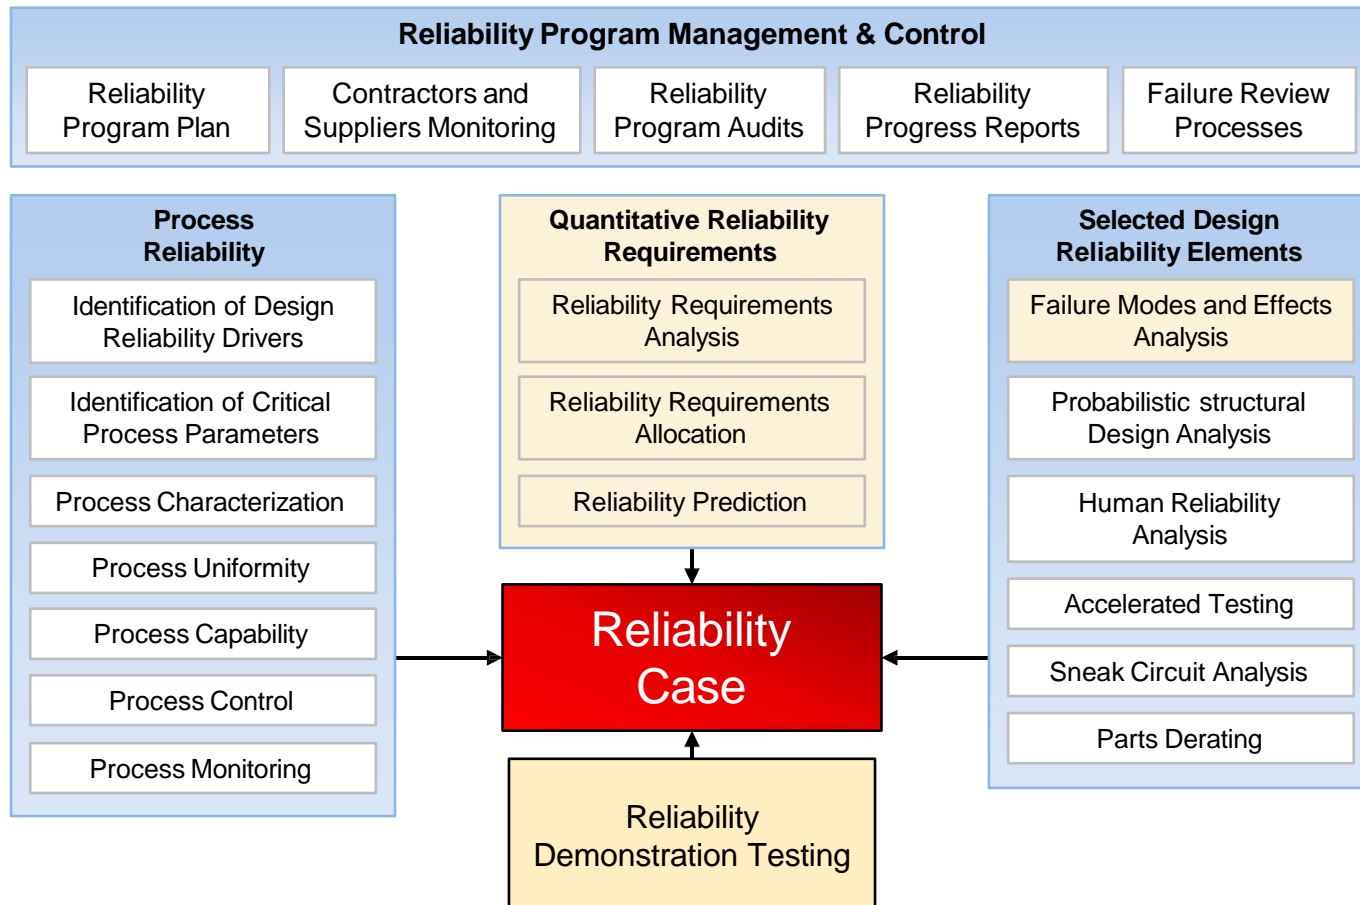 Reliability Program Management & Control
Reliability
Program Plan
Contractors and
Suppliers Monitoring
Reliability
Program Audits
Reliability
Progress Reports
Failure Review
Processes
Process
Reliability
Identification of Design
Reliability Drivers
Identification of Critical
Process Parameters
Process Characterization
Process Uniformity
Process Capability
Process Control
Process Monitoring
Quantitative Reliability
Requirements
Reliability Requirements
Analysis
Reliability Requirements
Allocation
Reliability Prediction
Reliability
Case
Reliability
Demonstration Testing
Selected Design
Reliability Elements
Failure Modes and Effects
Analysis
Probabilistic structural
Design Analysis
Human Reliability
Analysis
Accelerated Testing
Sneak Circuit Analysis
Parts Derating